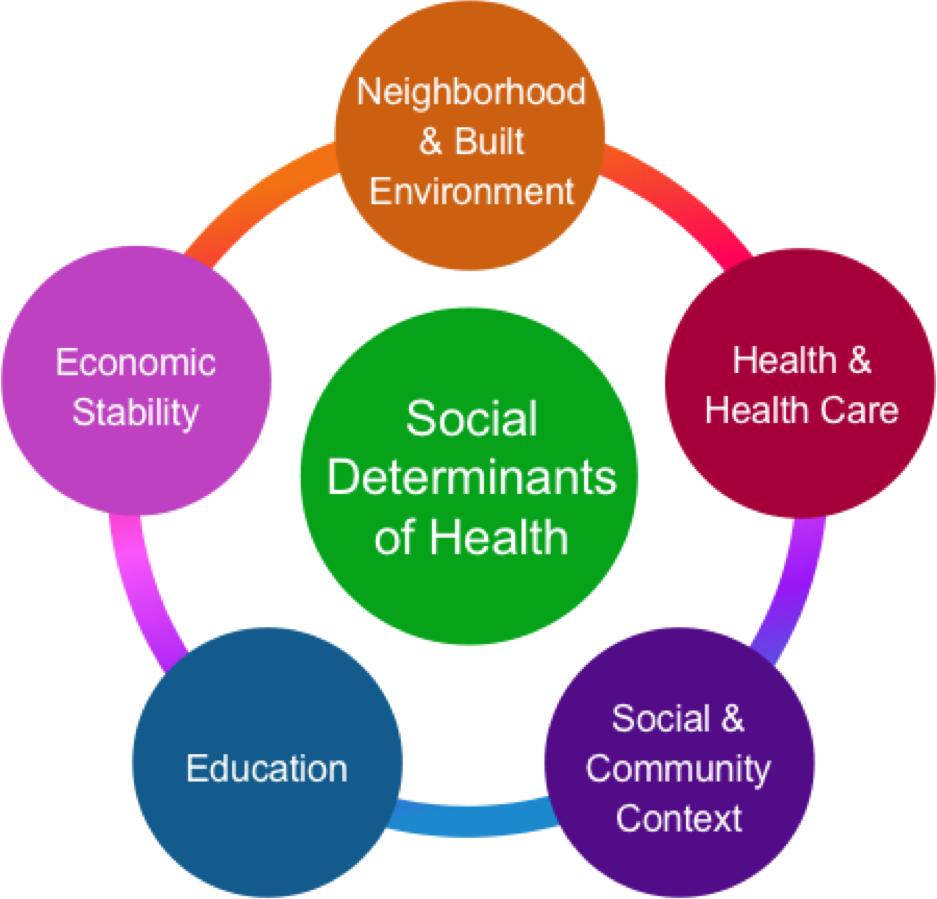 Neighborhood
& Built
Environment
Economic
Stability
Health &
Health Care
Social
Determinants
of Health
Education
Social &
Community
Context